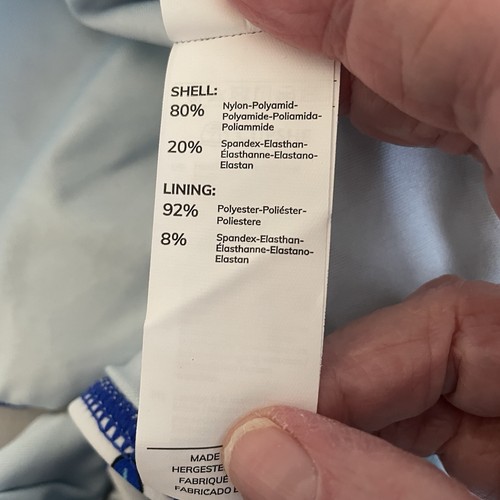 SHELL:
80% Nylon-Polyamid-
Polyamide-Poliamida-
Poliammide
20% Spandex-Elasthan-
Élasthanne-Elastano-
Elastan
LINING:
92% Polyester-Poliéster-
Poliestere
8% Spandex-Elasthan-
Élasthanne-Elastano-
Elastan
MADE
FABRIQUÉ
FABRICADO